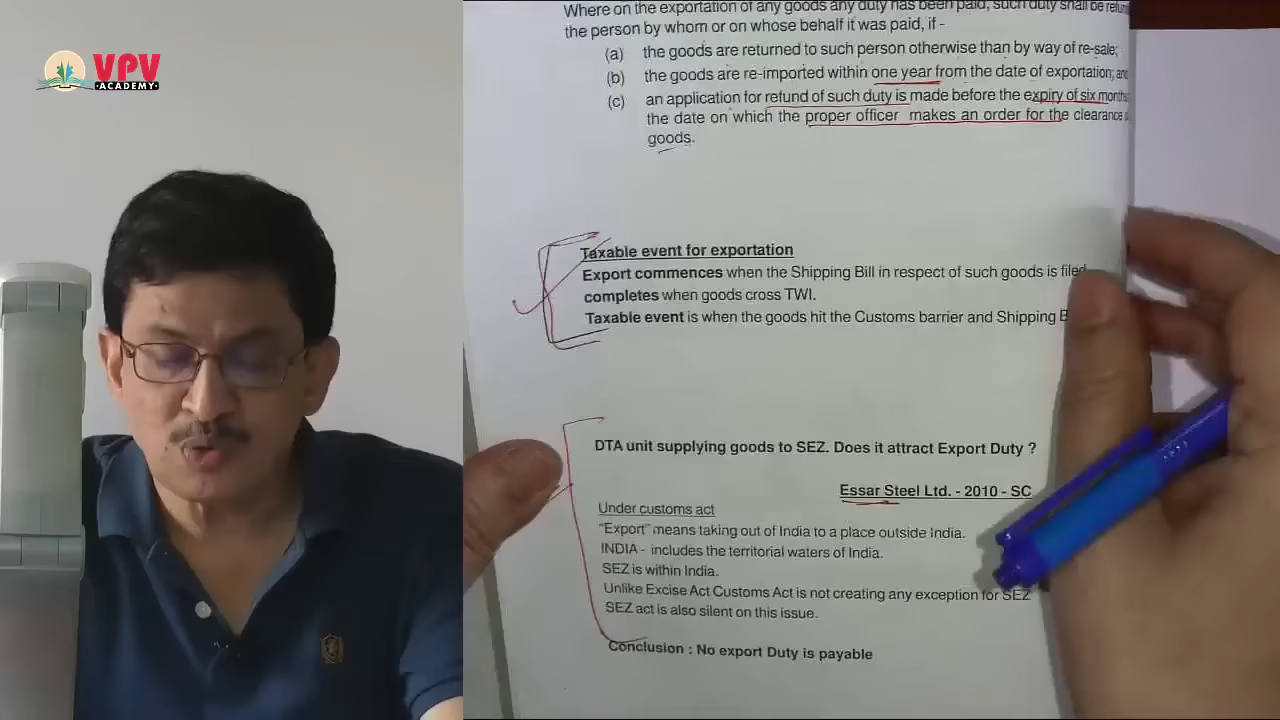 VPV
ACADEMY
Where on the exportation of any goods any duty has been paid, such duty shall be
the person by whom or on whose behalf it was paid, if -
(a) the goods are returned to such person otherwise than by way of re-sale;
(b) the goods are re-imported within one year from the date of exportation; and
(c) an application for refund of such duty is made before the expiry of six months
the date on which the proper officer makes an order for the clearance
goods.
Taxable event for exportation
Export commences when the Shipping Bill in respect of such goods is filed
completes when goods cross TWI.
Taxable event is when the goods hit the Customs barrier and Shipping
DTA unit supplying goods to SEZ. Does it attract Export Duty ?
Essar Steel Ltd. - 2010 - SC
Under customs act
"Export" means taking out of India to a place outside India.
INDIA - includes the territorial waters of India.
SEZ is within India.
Unlike Excise Act Customs Act is not creating any exception for SEZ
SEZ act is also silent on this issue.
Conclusion : No export Duty is payable